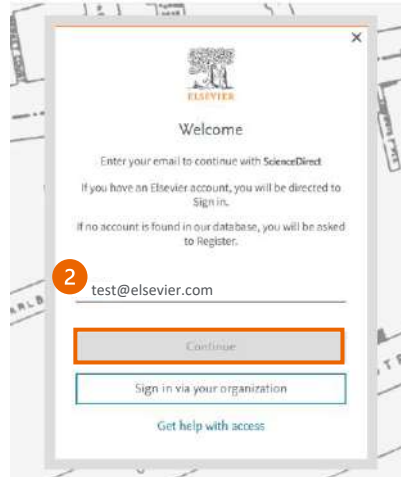 ELSEVIER
Welcome
Enter your email to continue with ScienceDirect
If you have an Elsevier account, you will be directed to
Sign in.
If no account is found in our database, you will be asked
to Register.
2
test@elsevier.com
Continue
Sign in via your organization
Get help with access